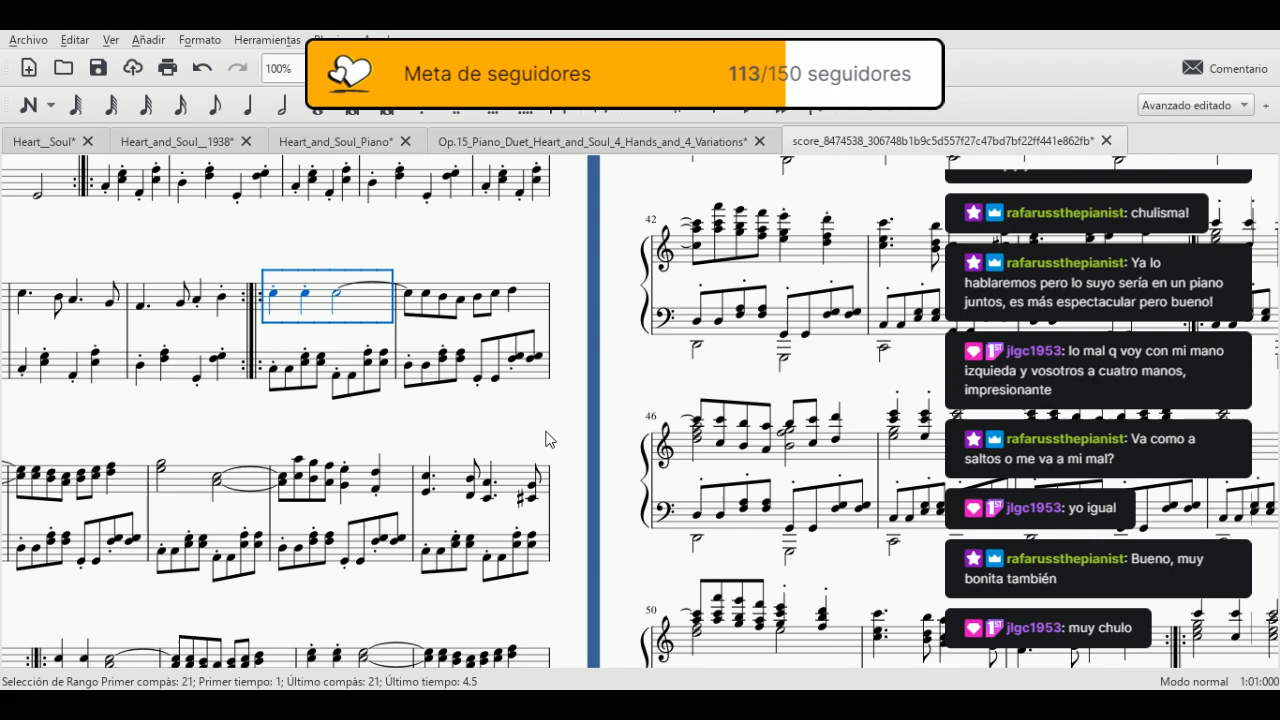 Archivo Editar Ver Añadir Formato Herramientas
Meta de seguidores 113/150 seguidores
100%
Comentario
Avanzado editado
Heart__Soul* Heart_and_Soul__1938* Heart_and_Soul_Piano* Op.15_Piano_Duet_Heart_and_Soul_4_Hands_and_4_Variations* score_8474538_306748b1b9c5d557f27c47bd7bf22ff441e862fb*
42
46
50
rafarussthepianist: chulisma!
rafarussthepianist: Ya lo
hablaremos pero lo suyo sería en un piano
juntos, es más espectacular pero bueno!
jlgc1953: lo mal q voy con mi mano
izquieda y vosotros a cuatro manos,
impresionante
rafarussthepianist: Va como a
saltos o me va a mi mal?
jlgc1953: yo igual
rafarussthepianist: Bueno, muy
bonita también
jlgc1953: muy chulo
Selección de Rango Primer compás: 21; Primer tiempo: 1; Último compás: 21; Último tiempo: 4.5
Modo normal 1:01:000